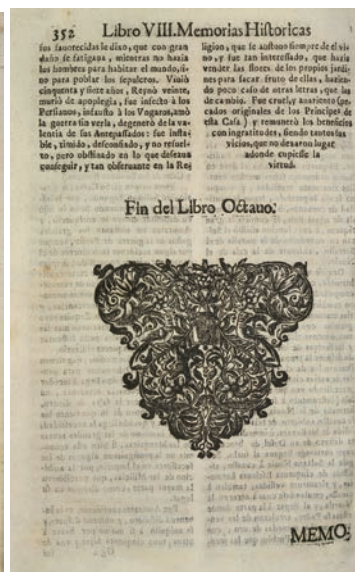 352 Libro VIII. Memorias Historicas
sus fauorecidas le dixo, que con gran
daño se fatigaua, mientras no hazia
los hombres para habitar el mundo, si-
no para poblar los sepulcros. Viuió
cinquenta y siete años, Reynò veinte,
murió de apoplegia, fue infecto à los
Persianos, infausto à los Vngaros, amò
la guerra sin verla, degenerò de la va-
lencia de sus Antepassados: fue insta-
ble, timido, desconfiado, y no resuel-
to, pero obstinado en lo que deseaua
conseguir, y tan obseruante en la Re-
ligion, que se abstuuo siempre de el vi-
no, y fue tan interessado, que hazia
vender las flores de los propios jardi-
nes para sacar fruto de ellas, hazien-
do poco caso de otras letras, que las
de cambio. Fue cruel, y auariento (pe-
cados originales de los Principes de
esta Casa) y remunerò los beneficios
con ingratitudes, siendo tantos sus
vicios, que no dexaron lugar
adonde cupiesse la
virtud.
Fin del Libro Octauo.
MEMO-